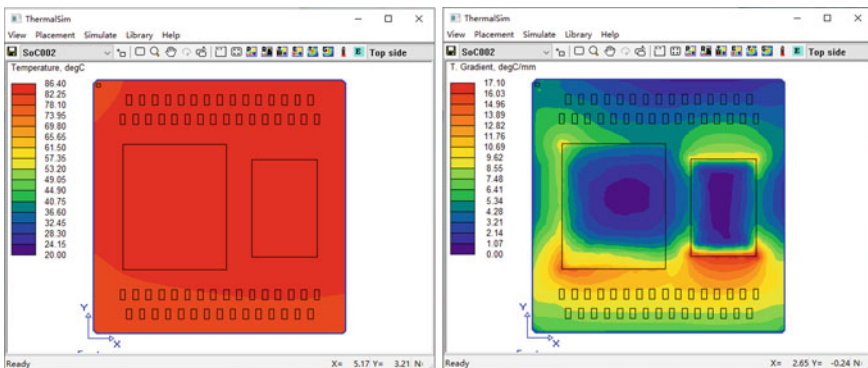 ThermalSim
View Placement Simulate Library Help
SoC002 E Top side
Temperature, degC
86.40
82.25
78.10
73.95
69.80
65.65
61.50
57.35
53.20
49.05
44.90
40.75
36.60
32.45
28.30
24.15
20.00
Y
X
Ready X= 5.17 Y= 3.21 N:
ThermalSim
View Placement Simulate Library Help
SoC002 E Top side
T. Gradient, degC/mm
17.10
16.03
14.96
13.89
12.82
11.76
10.69
9.62
8.55
7.48
6.41
5.34
4.28
3.21
2.14
1.07
0.00
Y
X
Ready X= 2.65 Y= -0.24 N: